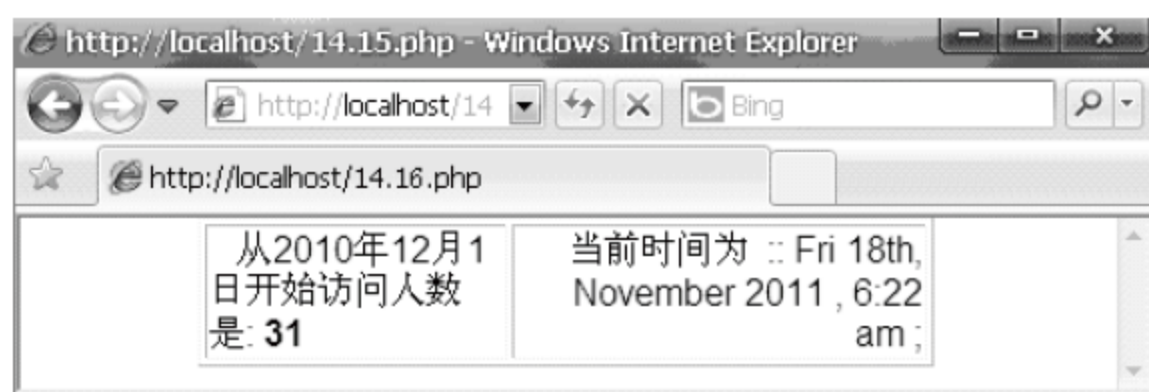 http://localhost/14.15.php - Windows Internet Explorer
http://localhost/14
Bing
http://localhost/14.16.php
从2010年12月1
日开始访问人数
是: 31
当前时间为 :: Fri 18th,
November 2011 , 6:22
am ;